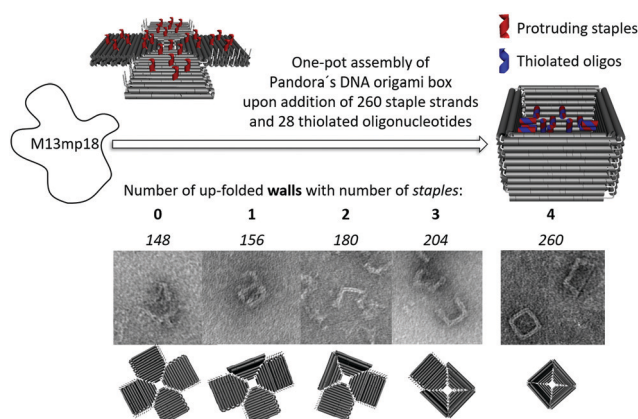 Protruding staples
Thiolated oligos
One-pot assembly of
Pandora´s DNA origami box
upon addition of 260 staple strands
and 28 thiolated oligonucleotides
M13mp18
Number of up-folded walls with number of staples:
0 1 2 3 4
148 156 180 204 260